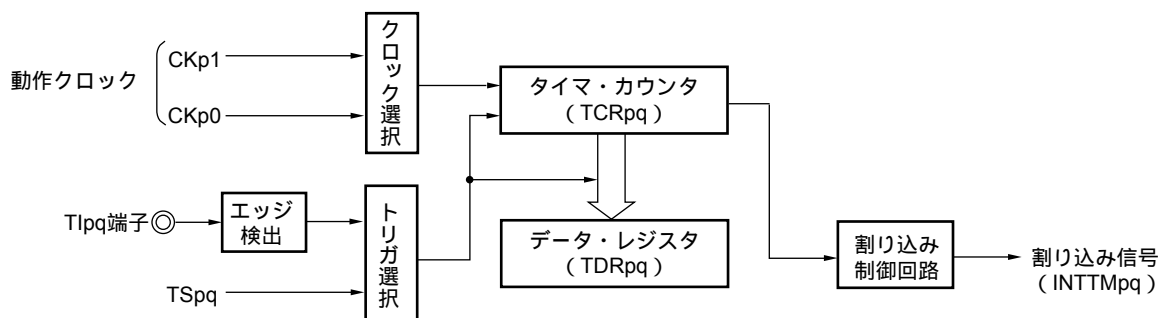 動作クロック
CKp1
CKp0
クロック選択
タイマ・カウンタ
（TCRpq）
TIpq端子
エッジ
検出
TSpq
トリガ選択
データ・レジスタ
（TDRpq）
割り込み
制御回路
割り込み信号
（INTTMpq）